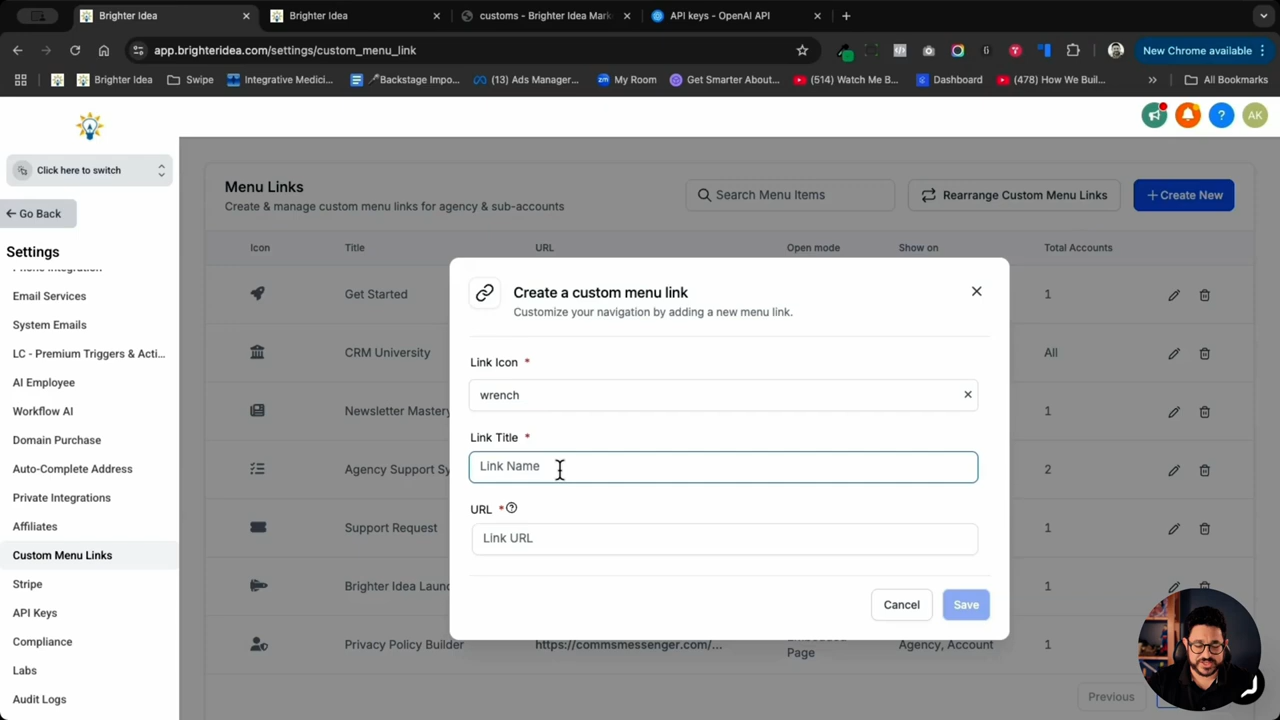 Brighter Idea
Brighter Idea
customs - Brighter Idea Mark
API keys - OpenAI API
app.brighteridea.com/settings/custom_menu_link
New Chrome available
Brighter Idea
Swipe
Integrative Medici...
Backstage Impo...
(13) Ads Manager...
My Room
Get Smarter About...
(514) Watch Me B...
Dashboard
(478) How We Buil...
All Bookmarks
AK
Click here to switch
Go Back
Settings
Phone Integration
Email Services
System Emails
LC - Premium Triggers & Acti...
AI Employee
Workflow AI
Domain Purchase
Auto-Complete Address
Private Integrations
Affiliates
Custom Menu Links
Stripe
API Keys
Compliance
Labs
Audit Logs
Menu Links
Create & manage custom menu links for agency & sub-accounts
Search Menu Items
Rearrange Custom Menu Links
+ Create New
Icon Title URL Open mode Show on Total Accounts
Get Started 1
CRM University All
Newsletter Mastery 1
Agency Support Sy 2
Support Request 1
Brighter Idea Laun 1
Privacy Policy Builder https://commsmessenger.com/... Embedded Page Agency, Account 1
Previous
Create a custom menu link
Customize your navigation by adding a new menu link.
Link Icon *
wrench
Link Title *
Link Name
URL *
Link URL
Cancel
Save